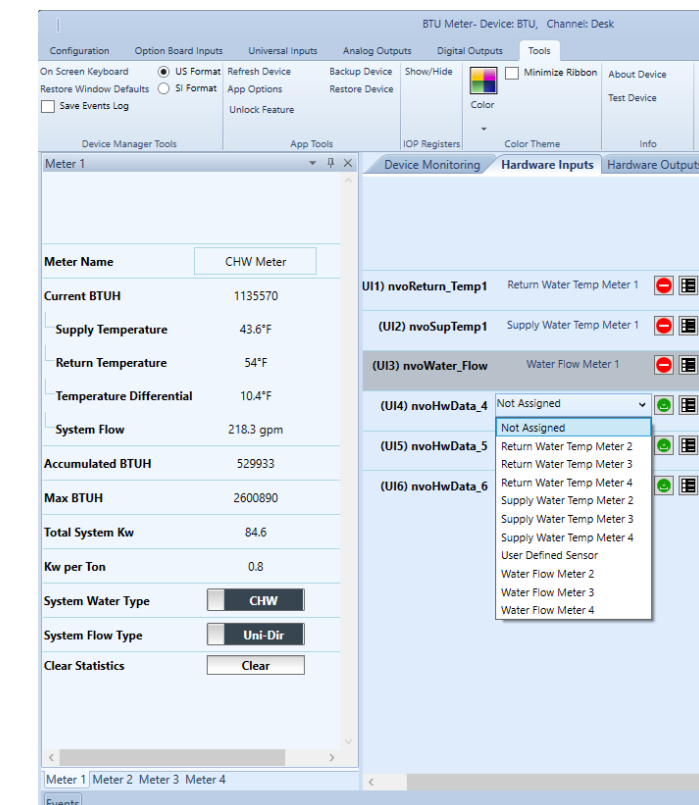 BTU Meter- Device: BTU, Channel: Desk
Configuration Option Board Inputs Universal Inputs Analog Outputs Digital Outputs Tools
On Screen Keyboard US Format Refresh Device Backup Device Show/Hide Minimize Ribbon About Device
Restore Window Defaults SI Format App Options Restore Device Color Test Device
Save Events Log Unlock Feature
Device Manager Tools App Tools IOP Registers Color Theme Info
Meter 1
Meter Name CHW Meter
Current BTUH 1135570
Supply Temperature 43.6°F
Return Temperature 54°F
Temperature Differential 10.4°F
System Flow 218.3 gpm
Accumulated BTUH 529933
Max BTUH 2600890
Total System Kw 84.6
Kw per Ton 0.8
System Water Type CHW
System Flow Type Uni-Dir
Clear Statistics Clear
Meter 1 Meter 2 Meter 3 Meter 4
Events
Device Monitoring Hardware Inputs Hardware Outputs
UI1) nvoReturn_Temp1 Return Water Temp Meter 1
(UI2) nvoSupTemp1 Supply Water Temp Meter 1
(UI3) nvoWater_Flow Water Flow Meter 1
(UI4) nvoHwData_4 Not Assigned
(UI5) nvoHwData_5
(UI6) nvoHwData_6
Not Assigned
Return Water Temp Meter 2
Return Water Temp Meter 3
Return Water Temp Meter 4
Supply Water Temp Meter 2
Supply Water Temp Meter 3
Supply Water Temp Meter 4
User Defined Sensor
Water Flow Meter 2
Water Flow Meter 3
Water Flow Meter 4